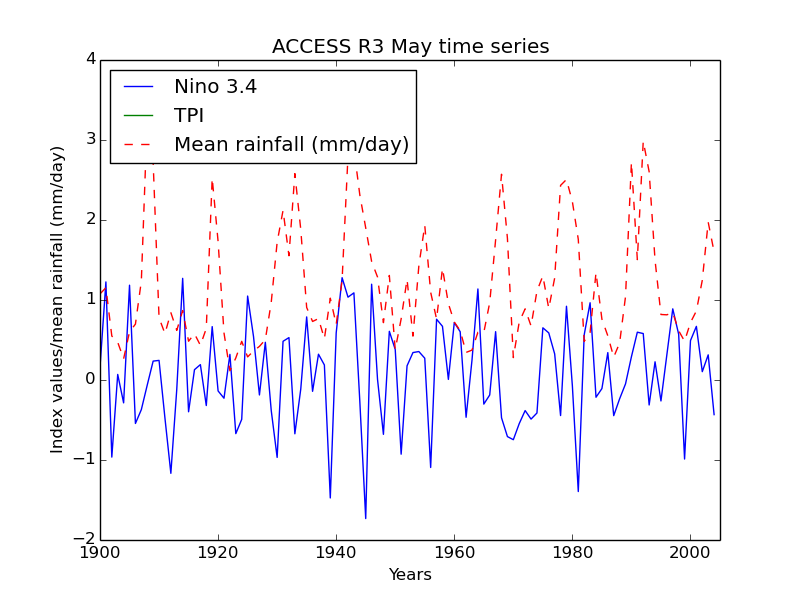 ACCESS R3 May time series
Nino 3.4
TPI
Mean rainfall (mm/day)
Index values/mean rainfall (mm/day)
4
3
2
1
0
−1
−2
1900 1920 1940 1960 1980 2000
Years